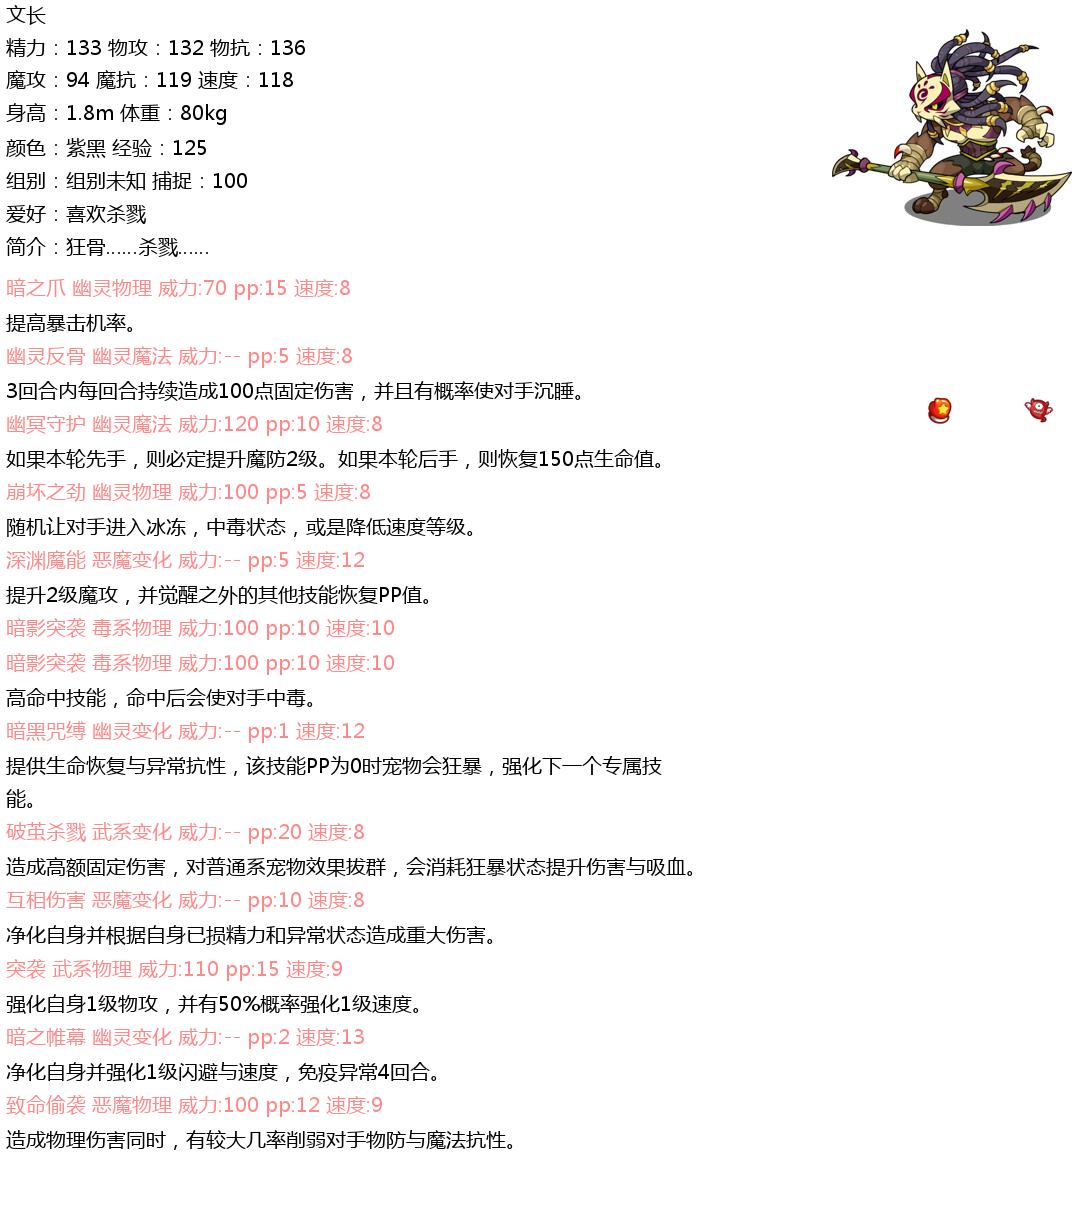 文长
精力：133 物攻：132 物抗：136
魔攻：94 魔抗：119 速度：118
身高：1.8m 体重：80kg
颜色：紫黑 经验：125
组别：组别未知 捕捉：100
爱好：喜欢杀戮
简介：狂骨……杀戮……
暗之爪 幽灵物理 威力:70 pp:15 速度:8
提高暴击机率。
幽灵反骨 幽灵魔法 威力:-- pp:5 速度:8
3回合内每回合持续造成100点固定伤害，并且有概率使对手沉睡。
幽冥守护 幽灵魔法 威力:120 pp:10 速度:8
如果本轮先手，则必定提升魔防2级。如果本轮后手，则恢复150点生命值。
崩坏之劲 幽灵物理 威力:100 pp:5 速度:8
随机让对手进入冰冻，中毒状态，或是降低速度等级。
深渊魔能 恶魔变化 威力:-- pp:5 速度:12
提升2级魔攻，并觉醒之外的其他技能恢复PP值。
暗影突袭 毒系物理 威力:100 pp:10 速度:10
暗影突袭 毒系物理 威力:100 pp:10 速度:10
高命中技能，命中后会使对手中毒。
暗黑咒缚 幽灵变化 威力:-- pp:1 速度:12
提供生命恢复与异常抗性，该技能PP为0时宠物会狂暴，强化下一个专属技
能。
破茧杀戮 武系变化 威力:-- pp:20 速度:8
造成高额固定伤害，对普通系宠物效果拔群，会消耗狂暴状态提升伤害与吸血。
互相伤害 恶魔变化 威力:-- pp:10 速度:8
净化自身并根据自身已损精力和异常状态造成重大伤害。
突袭 武系物理 威力:110 pp:15 速度:9
强化自身1级物攻，并有50%概率强化1级速度。
暗之帷幕 幽灵变化 威力:-- pp:2 速度:13
净化自身并强化1级闪避与速度，免疫异常4回合。
致命偷袭 恶魔物理 威力:100 pp:12 速度:9
造成物理伤害同时，有较大几率削弱对手物防与魔法抗性。